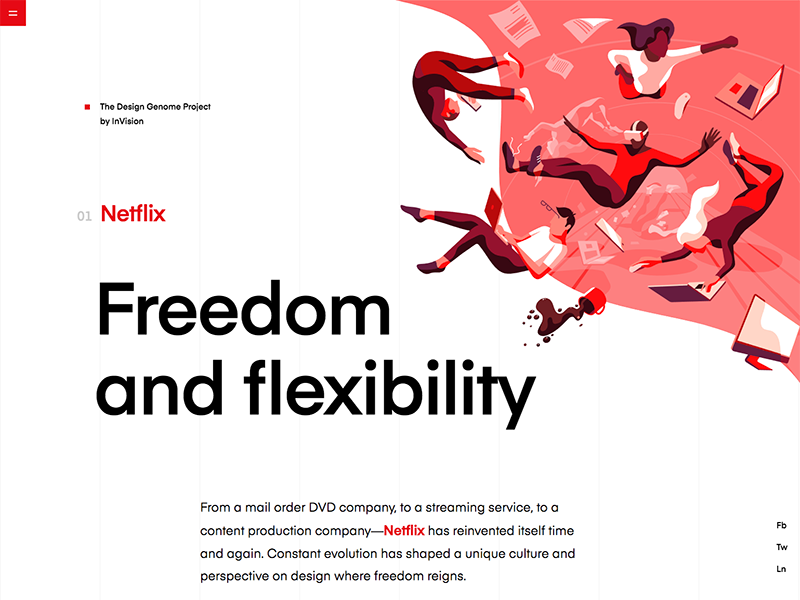 The Design Genome Project
by InVision
01 Netflix
Freedom
and flexibility
From a mail order DVD company, to a streaming service, to a
content production company—Netflix has reinvented itself time
and again. Constant evolution has shaped a unique culture and
perspective on design where freedom reigns.
Fb
Tw
Ln